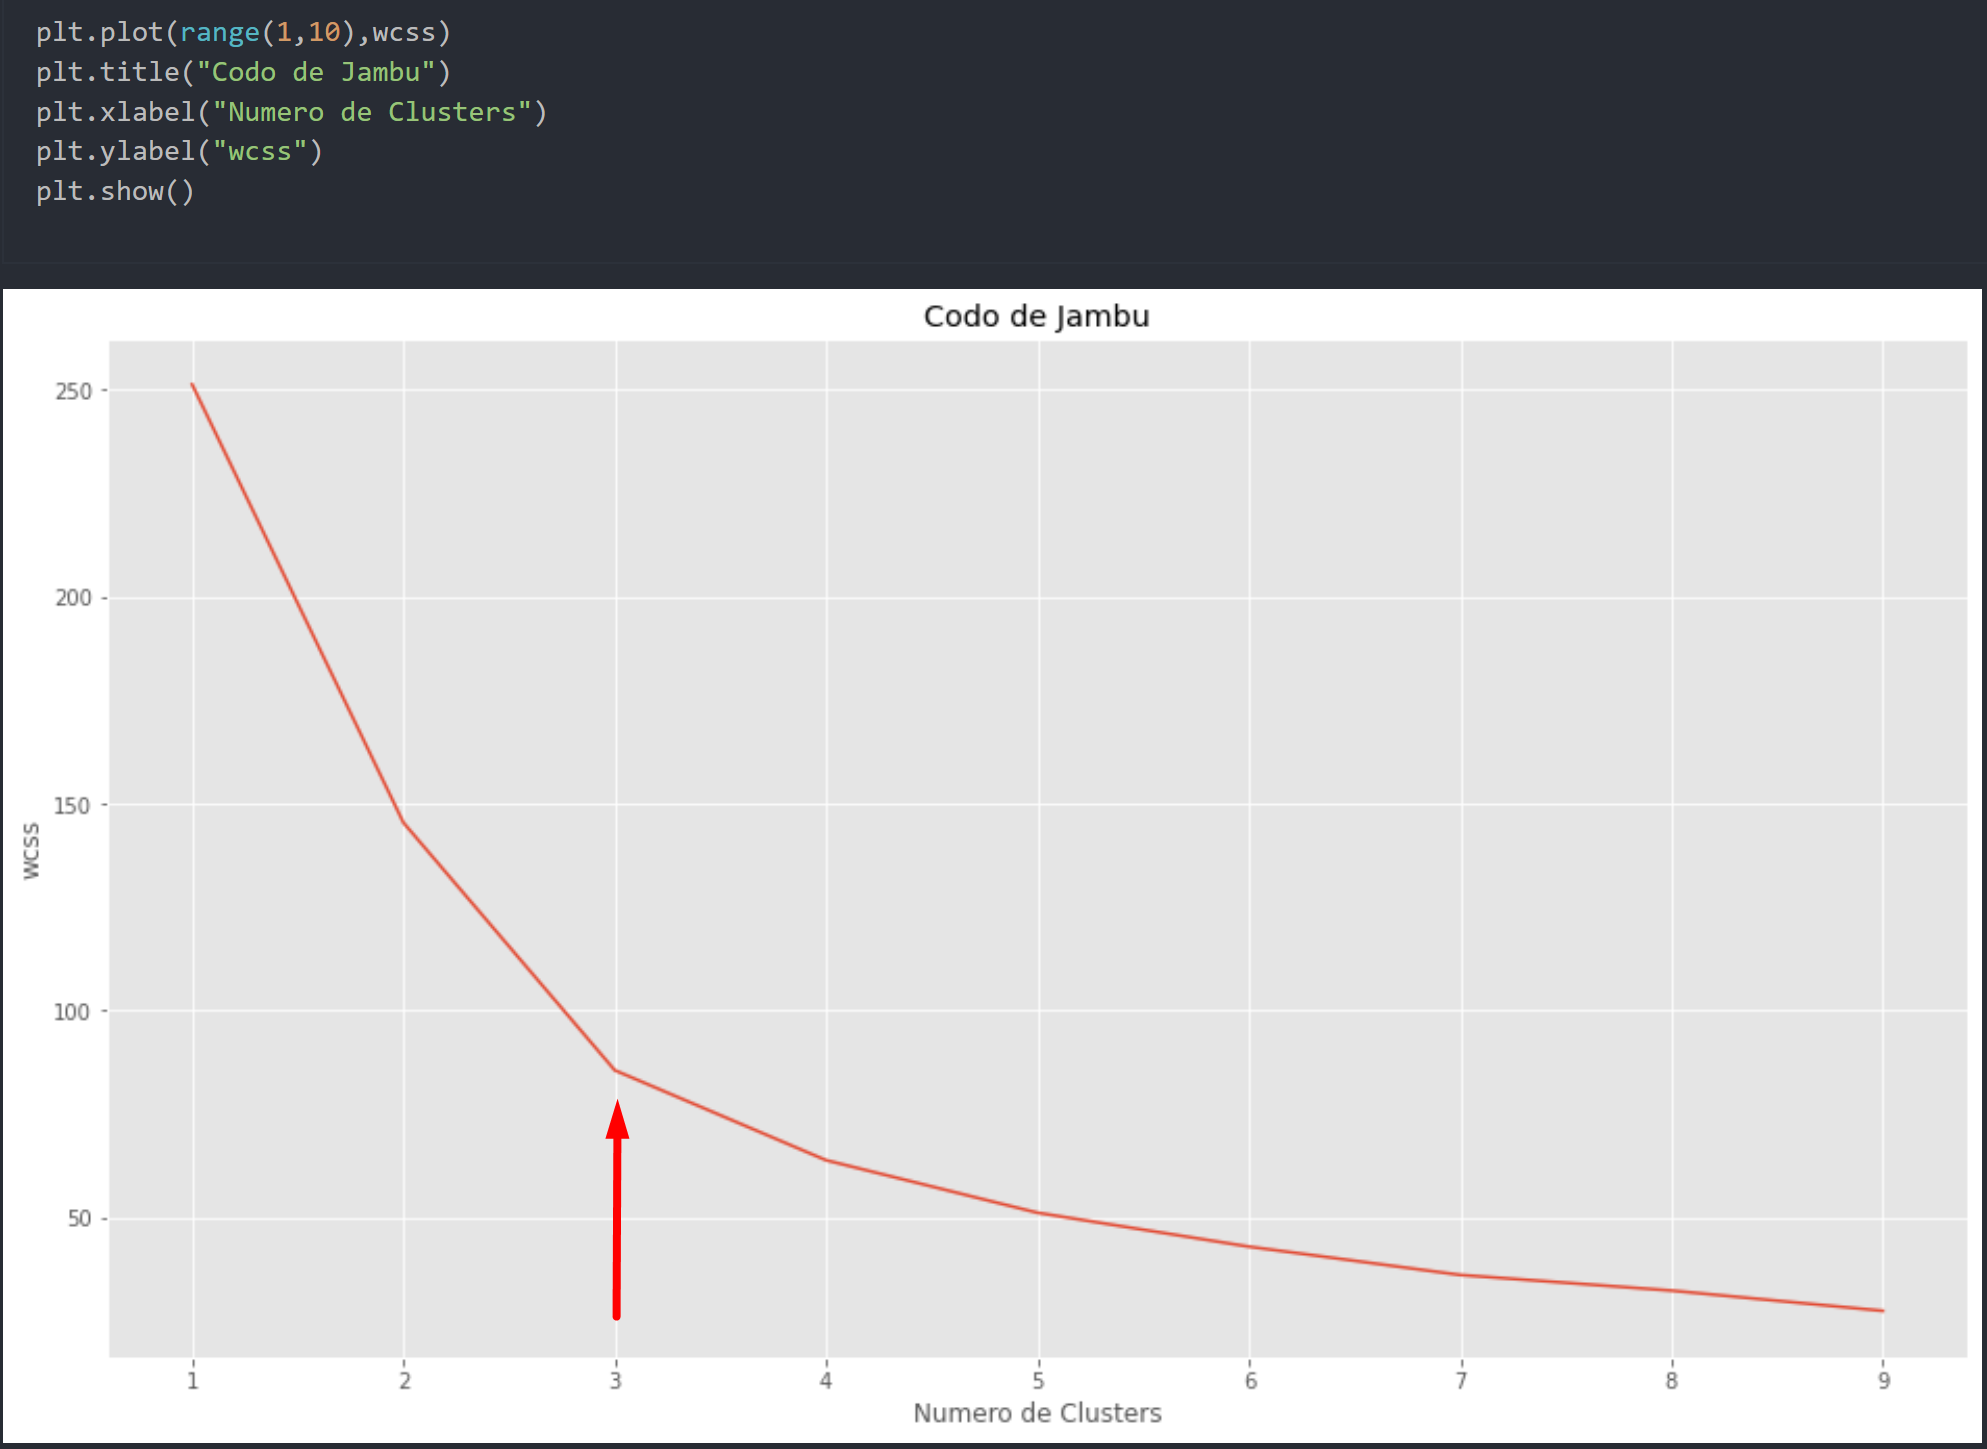 plt.plot(range(1,10),wcss)
plt.title("Codo de Jambu")
plt.xlabel("Numero de Clusters")
plt.ylabel("wcss")
plt.show()
Codo de Jambu
250
200
150
100
50
wcss
1 2 3 4 5 6 7 8 9
Numero de Clusters